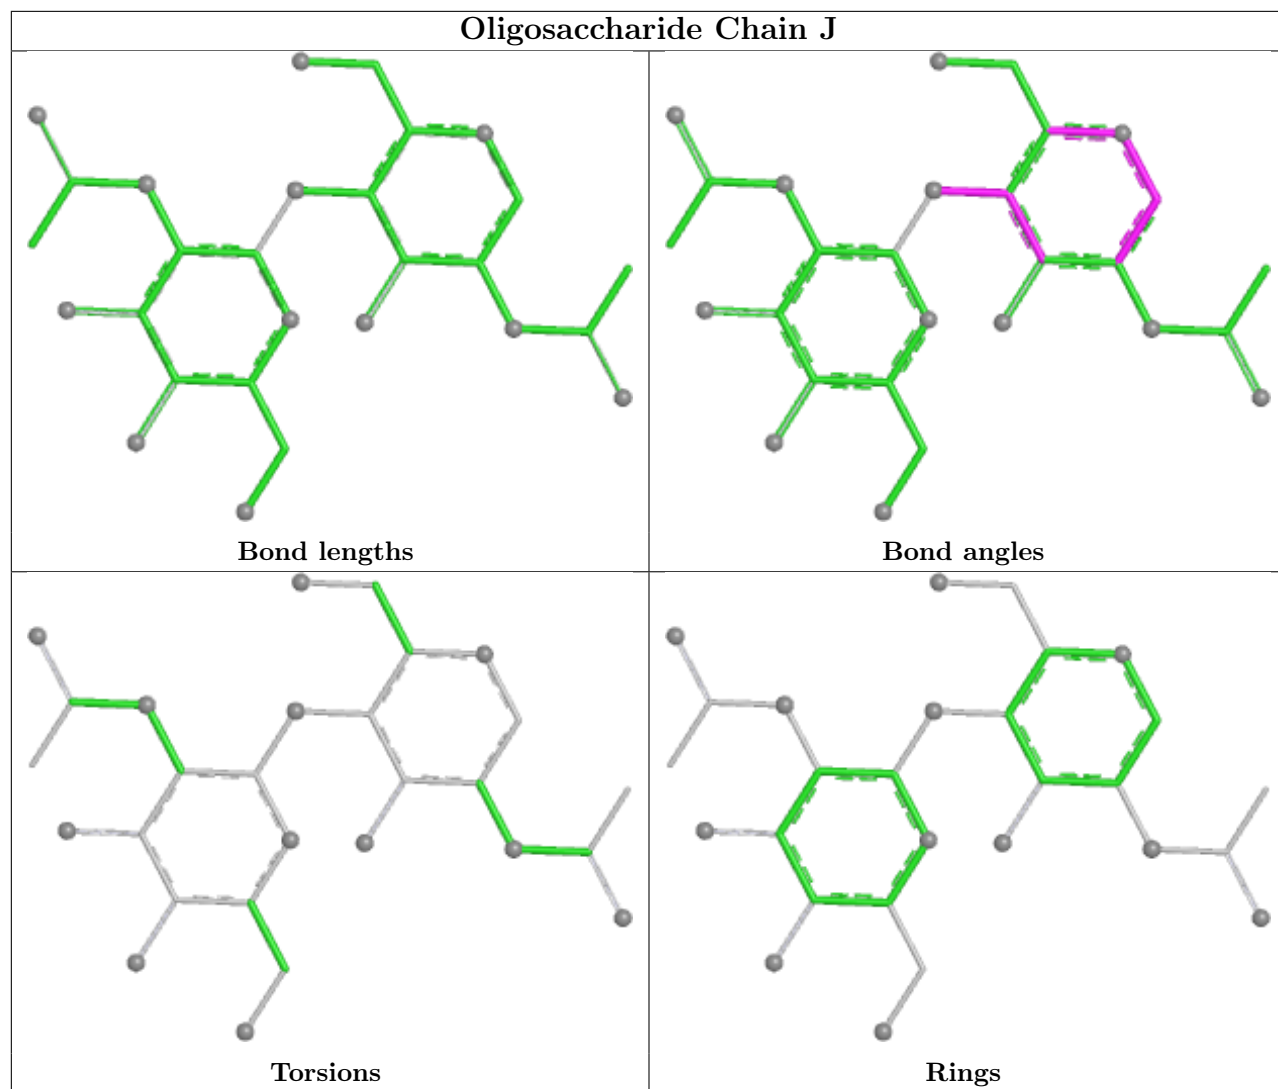 Oligosaccharide Chain J
Bond lengths
Bond angles
Torsions
Rings